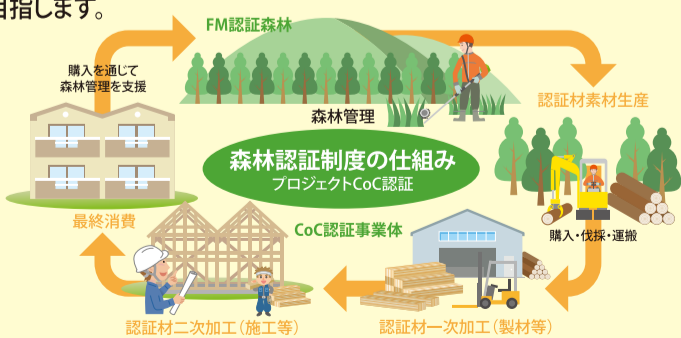 目指します。
FM認証森林
購入を通じて
森林管理を支援
森林管理
認証材素材生産
森林認証制度の仕組み
プロジェクトCoC認証
最終消費
CoC認証事業体
購入・伐採・運搬
認証材二次加工（施工等）
認証材一次加工（製材等）